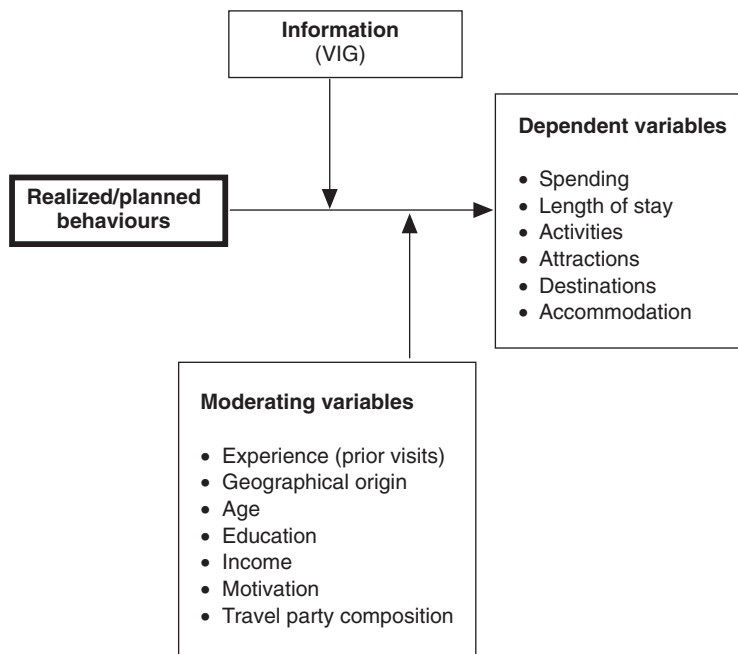 Information
(VIG)
Realized/planned
behaviours
Dependent variables
• Spending
• Length of stay
• Activities
• Attractions
• Destinations
• Accommodation
Moderating variables
• Experience (prior visits)
• Geographical origin
• Age
• Education
• Income
• Motivation
• Travel party composition